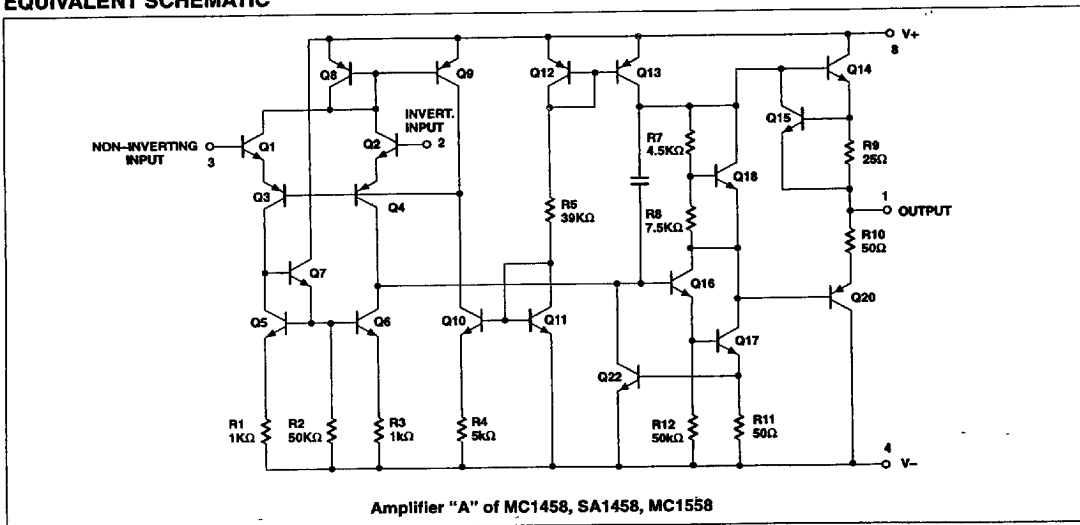 EQUIVALENT SCHEMATIC
V+
8
Q8
Q9
Q12
Q13
Q14
INVERT.
INPUT
2
Q15
NON–INVERTING
INPUT
3
Q1
Q2
R7
4.5KΩ
R9
25Ω
Q18
Q3
Q4
1
OUTPUT
R5
39KΩ
R8
7.5KΩ
R10
50Ω
Q7
Q16
Q20
Q5
Q6
Q10
Q11
Q17
Q22
R1
1KΩ
R2
50KΩ
R3
1kΩ
R4
5kΩ
R12
50kΩ
R11
50Ω
4
V–
Amplifier "A" of MC1458, SA1458, MC1558